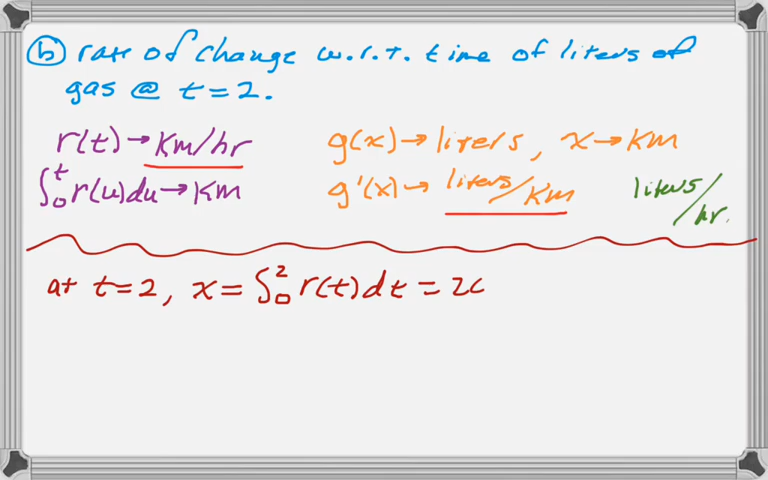 (b) rate of change w.r.t. time of liters of
gas @ t=2.
r(t)→Km/hr g(x)→liters, x→KM
∫₀ᵗ r(u)du→KM g'(x)→ liters/Km liters/hr.
at t=2, x=∫₀² r(t)dt =